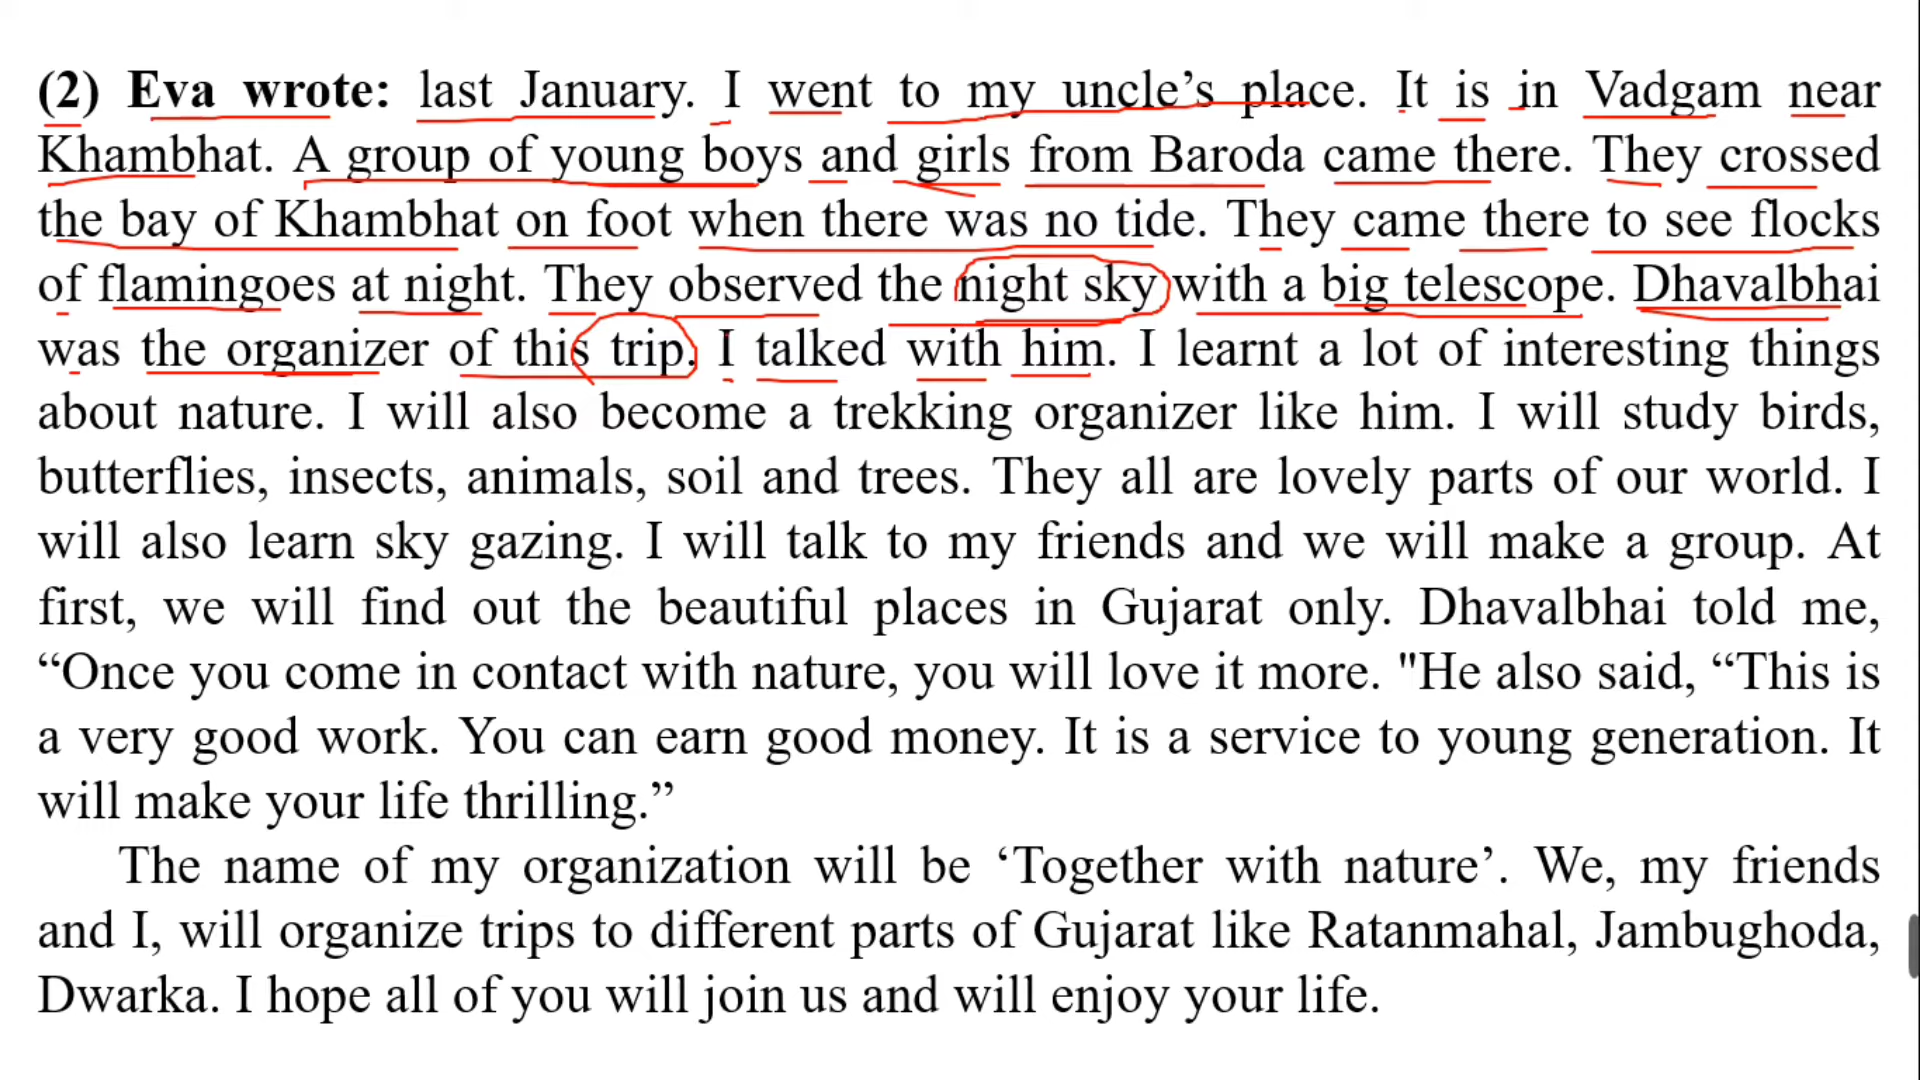 (2) Eva wrote: last January. I went to my uncle’s place. It is in Vadgam near
Khambhat. A group of young boys and girls from Baroda came there. They crossed
the bay of Khambhat on foot when there was no tide. They came there to see flocks
of flamingoes at night. They observed the night sky with a big telescope. Dhavalbhai
was the organizer of this trip. I talked with him. I learnt a lot of interesting things
about nature. I will also become a trekking organizer like him. I will study birds,
butterflies, insects, animals, soil and trees. They all are lovely parts of our world. I
will also learn sky gazing. I will talk to my friends and we will make a group. At
first, we will find out the beautiful places in Gujarat only. Dhavalbhai told me,
“Once you come in contact with nature, you will love it more. "He also said, “This is
a very good work. You can earn good money. It is a service to young generation. It
will make your life thrilling.”
The name of my organization will be ‘Together with nature’. We, my friends
and I, will organize trips to different parts of Gujarat like Ratanmahal, Jambughoda,
Dwarka. I hope all of you will join us and will enjoy your life.